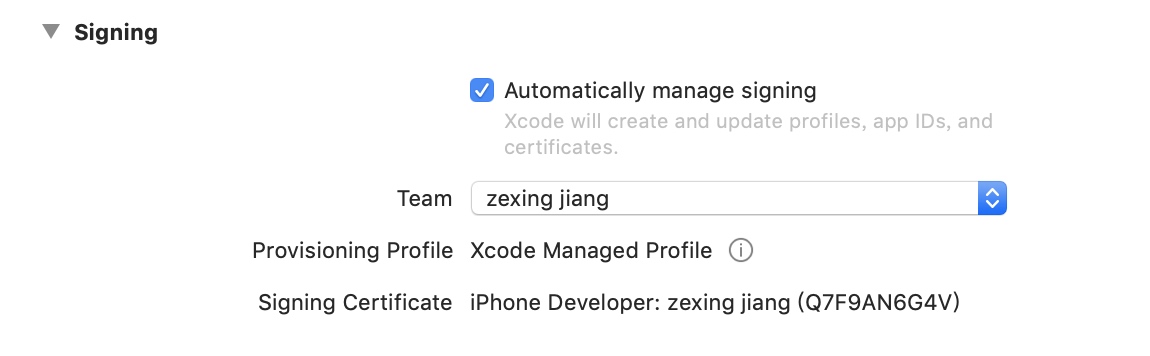 Signing
Automatically manage signing
Xcode will create and update profiles, app IDs, and
certificates.
Team zexing jiang
Provisioning Profile Xcode Managed Profile
Signing Certificate iPhone Developer: zexing jiang (Q7F9AN6G4V)